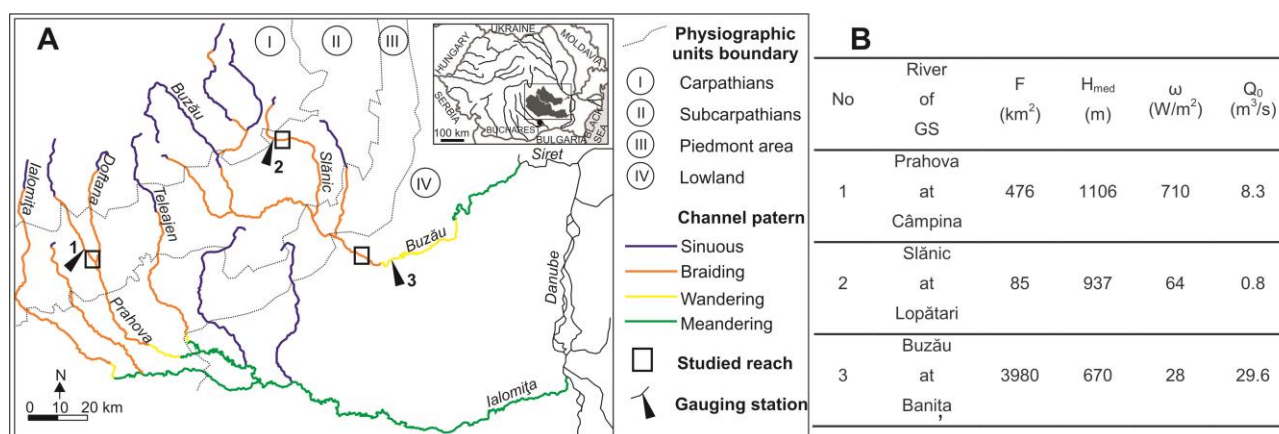 A
I
II
III
IV
Buzău
Ialomița
Doftana
Teleajen
Slănic
Buzău
Siret
Prahova
Danube
Ialomița
1
2
3
N
0 10 20 km
UKRAINE
MOLDAVIA
HUNGARY
SERBIA
BUCHAREST
BULGARIA
BLACK SEA
100 km
Physiographic
units boundary
I Carpathians
II Subcarpathians
III Piedmont area
IV Lowland
Channel patern
Sinuous
Braiding
Wandering
Meandering
Studied reach
Gauging station
B
No River of GS F (km²) Hmed (m) ω (W/m²) Q0 (m³/s)
1 Prahova at Câmpina 476 1106 710 8.3
2 Slănic at Lopătari 85 937 64 0.8
3 Buzău at Banița 3980 670 28 29.6